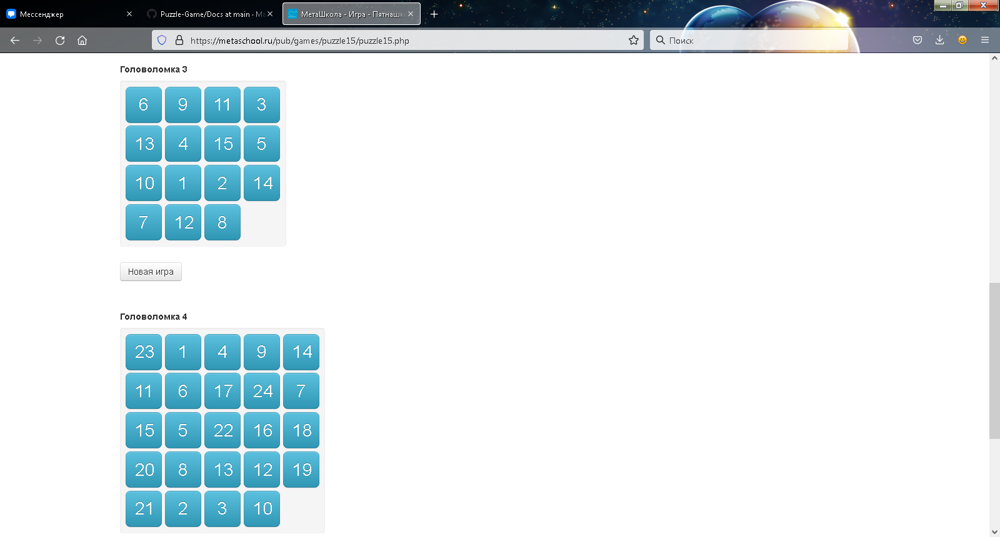 Мессенджер
Puzzle-Game/Docs at main · Ma
МетаШкола - Игра - Пятнашки
https://metaschool.ru/pub/games/puzzle15/puzzle15.php
Поиск
Головоломка 3
6 9 11 3
13 4 15 5
10 1 2 14
7 12 8
Новая игра
Головоломка 4
23 1 4 9 14
11 6 17 24 7
15 5 22 16 18
20 8 13 12 19
21 2 3 10